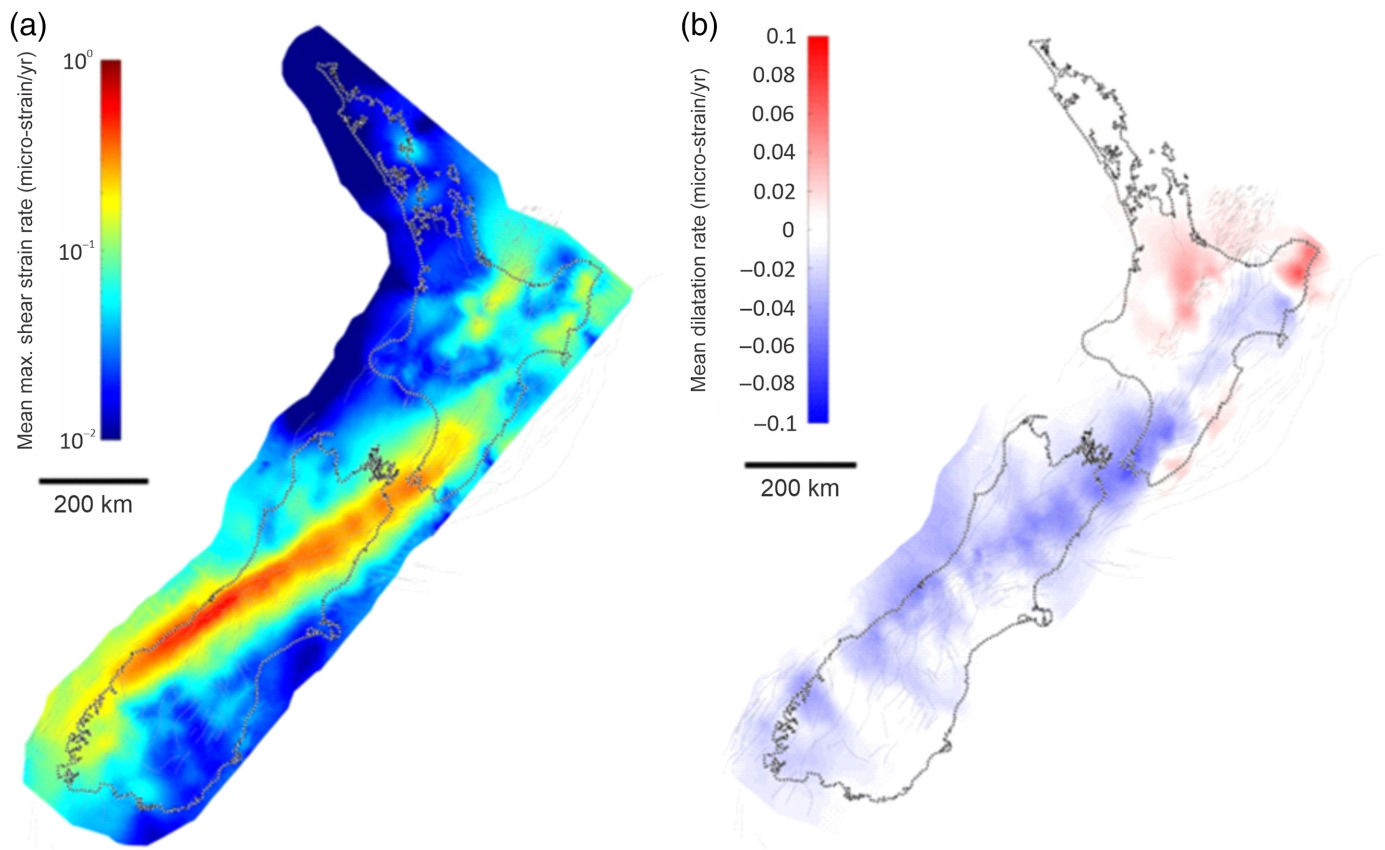 (a)
Mean max. shear strain rate (micro-strain/yr)
10⁰
10⁻¹
10⁻²
200 km
(b)
Mean dilatation rate (micro-strain/yr)
0.1
0.08
0.06
0.04
0.02
0
−0.02
−0.04
−0.06
−0.08
−0.1
200 km